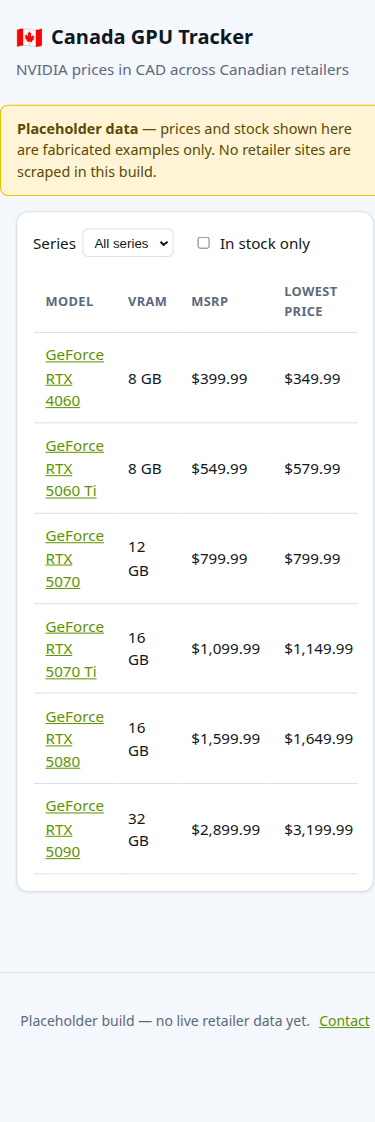 🇨🇦 Canada GPU Tracker
NVIDIA prices in CAD across Canadian retailers
Placeholder data — prices and stock shown here
are fabricated examples only. No retailer sites are
scraped in this build.
Series All series In stock only
MODEL VRAM MSRP LOWEST
PRICE
GeForce
RTX
4060
8 GB $399.99 $349.99
GeForce
RTX
5060 Ti
8 GB $549.99 $579.99
GeForce
RTX
5070
12
GB
$799.99 $799.99
GeForce
RTX
5070 Ti
16
GB
$1,099.99 $1,149.99
GeForce
RTX
5080
16
GB
$1,599.99 $1,649.99
GeForce
RTX
5090
32
GB
$2,899.99 $3,199.99
Placeholder build — no live retailer data yet. Contact